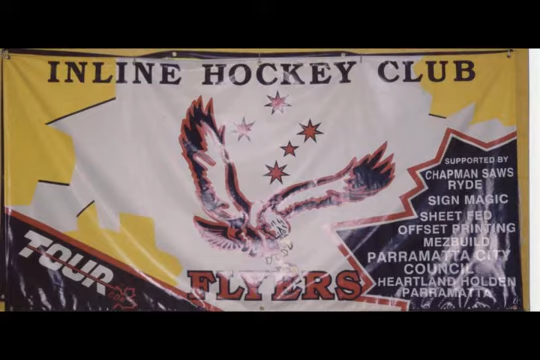 INLINE HOCKEY CLUB
SUPPORTED BY
CHAPMAN SAWS
RYDE
SIGN MAGIC
SHEET FED
OFFSET PRINTING
MEZBUILD
PARRAMATTA CITY
COUNCIL
HEARTLAND HOLDEN
PARRAMATTA
TOUR
FLYERS